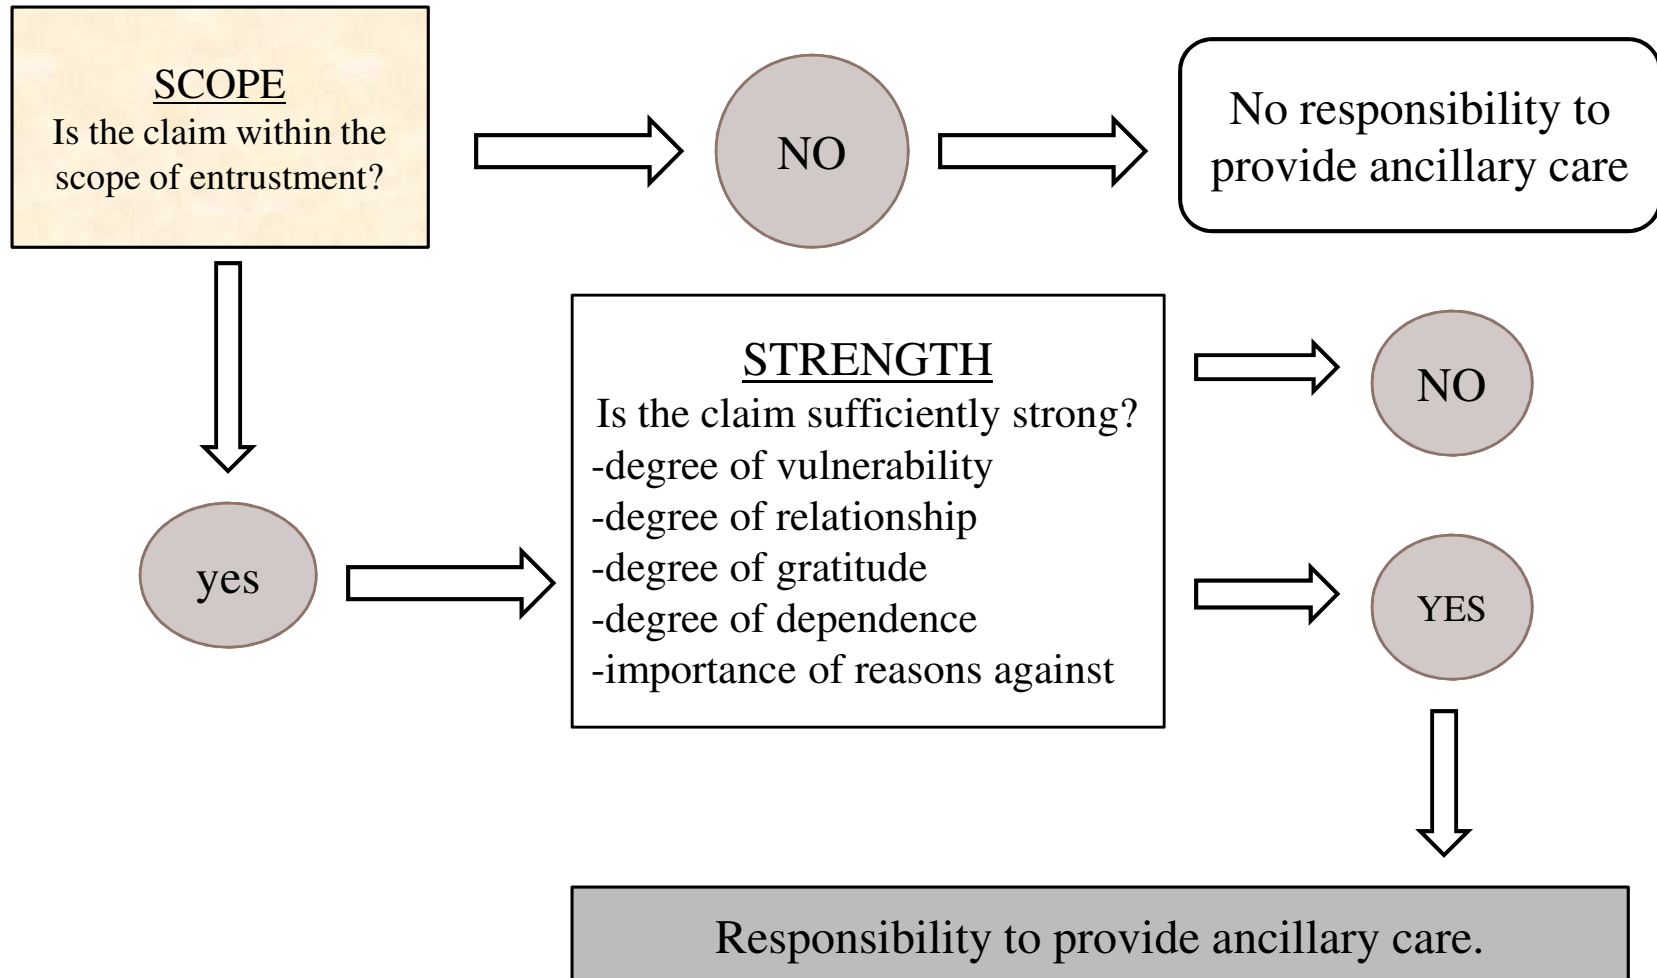 SCOPE
Is the claim within the
scope of entrustment?
NO
No responsibility to
provide ancillary care
STRENGTH
Is the claim sufficiently strong?
-degree of vulnerability
-degree of relationship
-degree of gratitude
-degree of dependence
-importance of reasons against
NO
yes
YES
Responsibility to provide ancillary care.